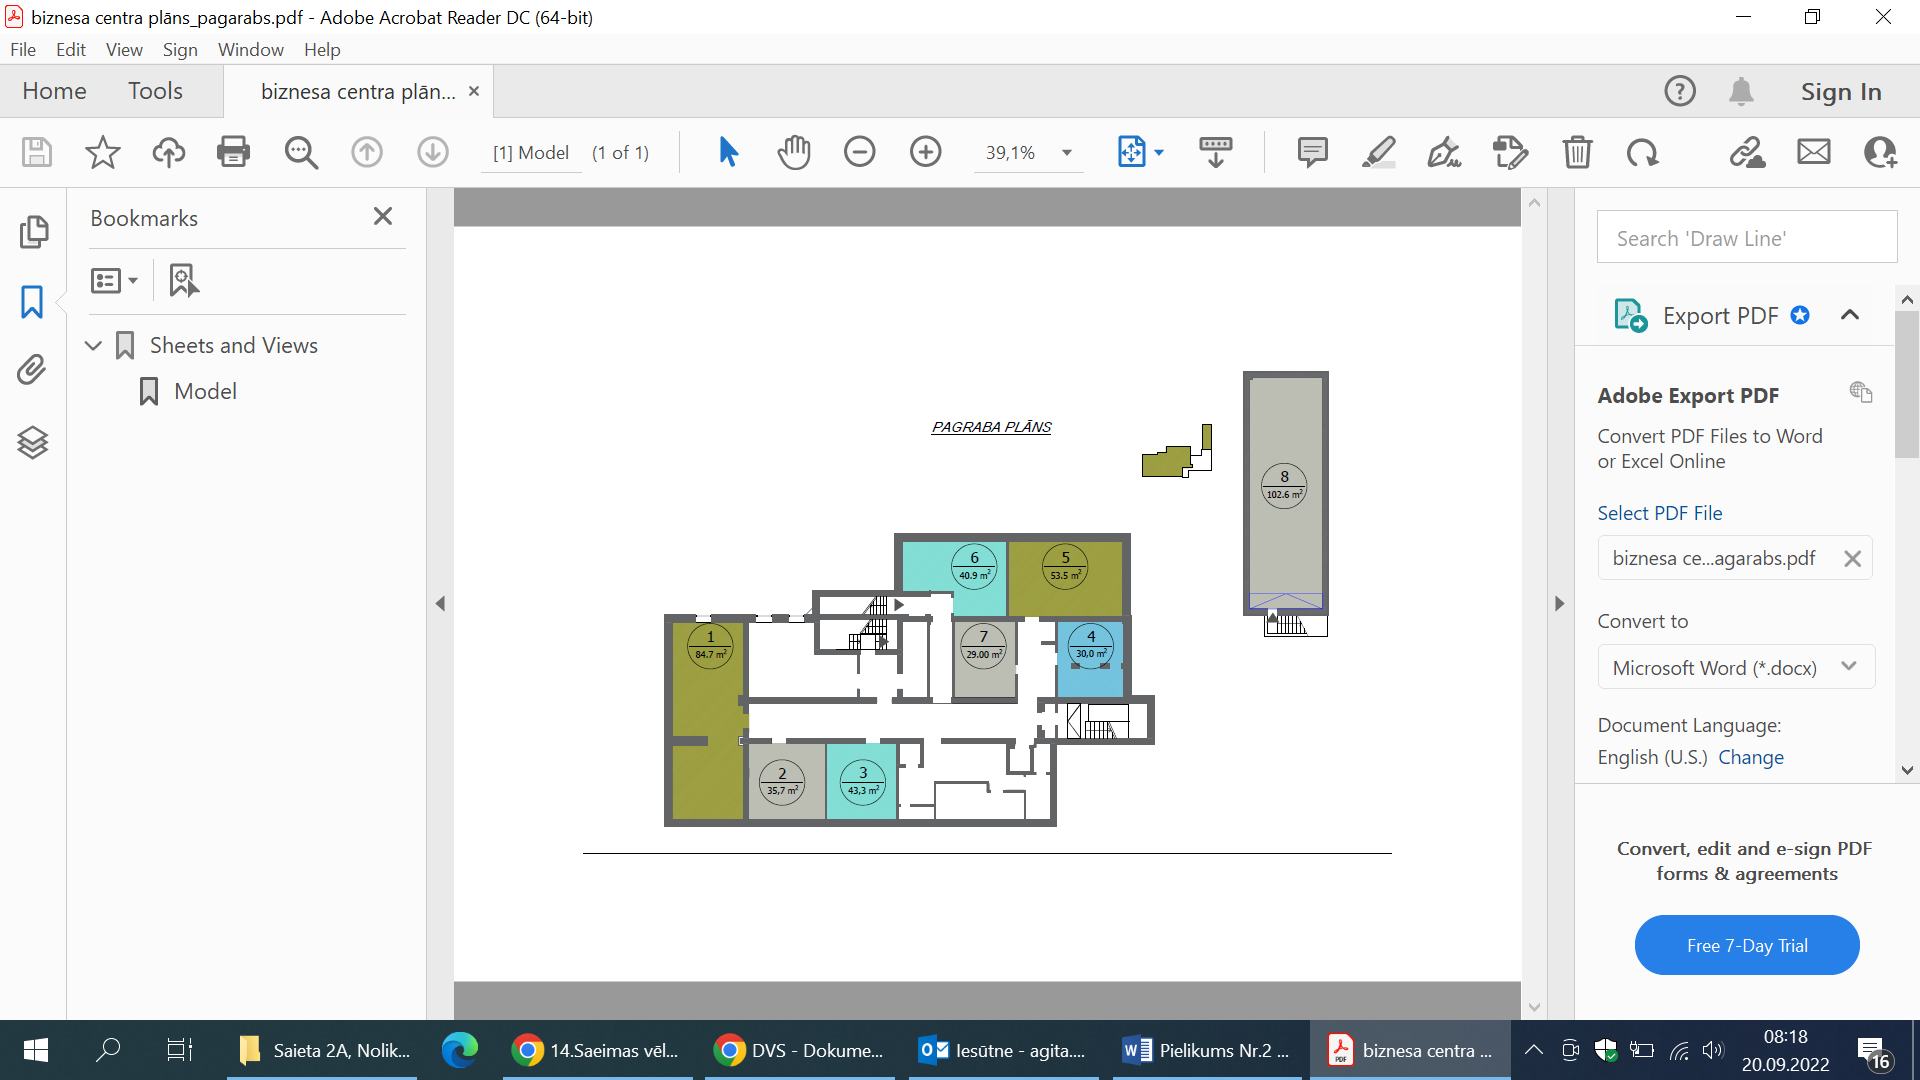 biznesa centra plāns_pagarabs.pdf - Adobe Acrobat Reader DC (64-bit)
File Edit View Sign Window Help
Home Tools biznesa centra plān... Sign In
[1] Model (1 of 1) 39,1%
Bookmarks
Sheets and Views
Model
PAGRABA PLĀNS
8
102.6 m²
6
40.9 m²
5
53.5 m²
1
84.7 m²
7
29.00 m²
4
30,0 m²
2
35,7 m²
3
43,3 m²
Search 'Draw Line'
Export PDF
Adobe Export PDF
Convert PDF Files to Word
or Excel Online
Select PDF File
biznesa ce...agarabs.pdf
Convert to
Microsoft Word (*.docx)
Document Language:
English (U.S.) Change
Convert, edit and e-sign PDF
forms & agreements
Free 7-Day Trial
Saieta 2A, Nolik... 14.Saeimas vēl... DVS - Dokume... Iesūtne - agita.... Pielikums Nr.2 ... biznesa centra ...
08:18
20.09.2022
16